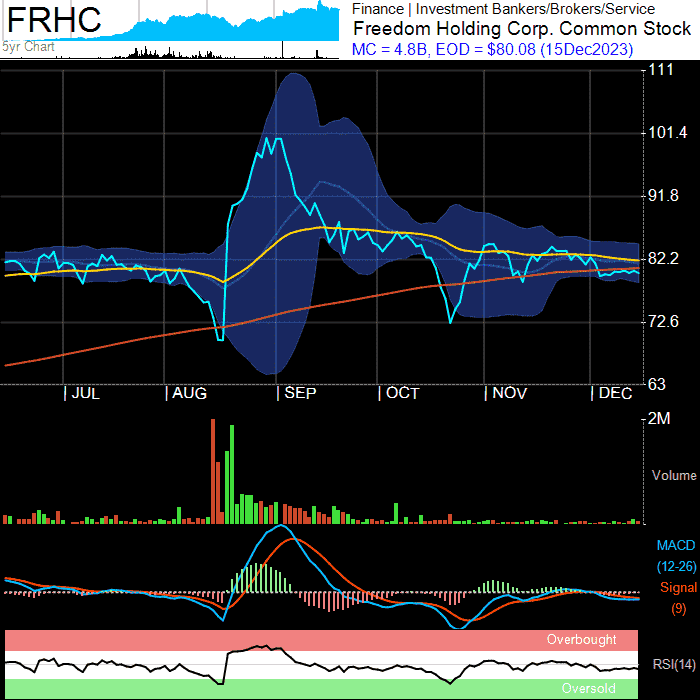 FRHC
5yr Chart
Finance | Investment Bankers/Brokers/Service
Freedom Holding Corp. Common Stock
MC = 4.8B, EOD = $80.08 (15Dec2023)
111
101.4
91.8
82.2
72.6
63
| JUL | AUG | SEP | OCT | NOV | DEC
2M
Volume
MACD
(12-26)
Signal
(9)
Overbought
RSI(14)
Oversold